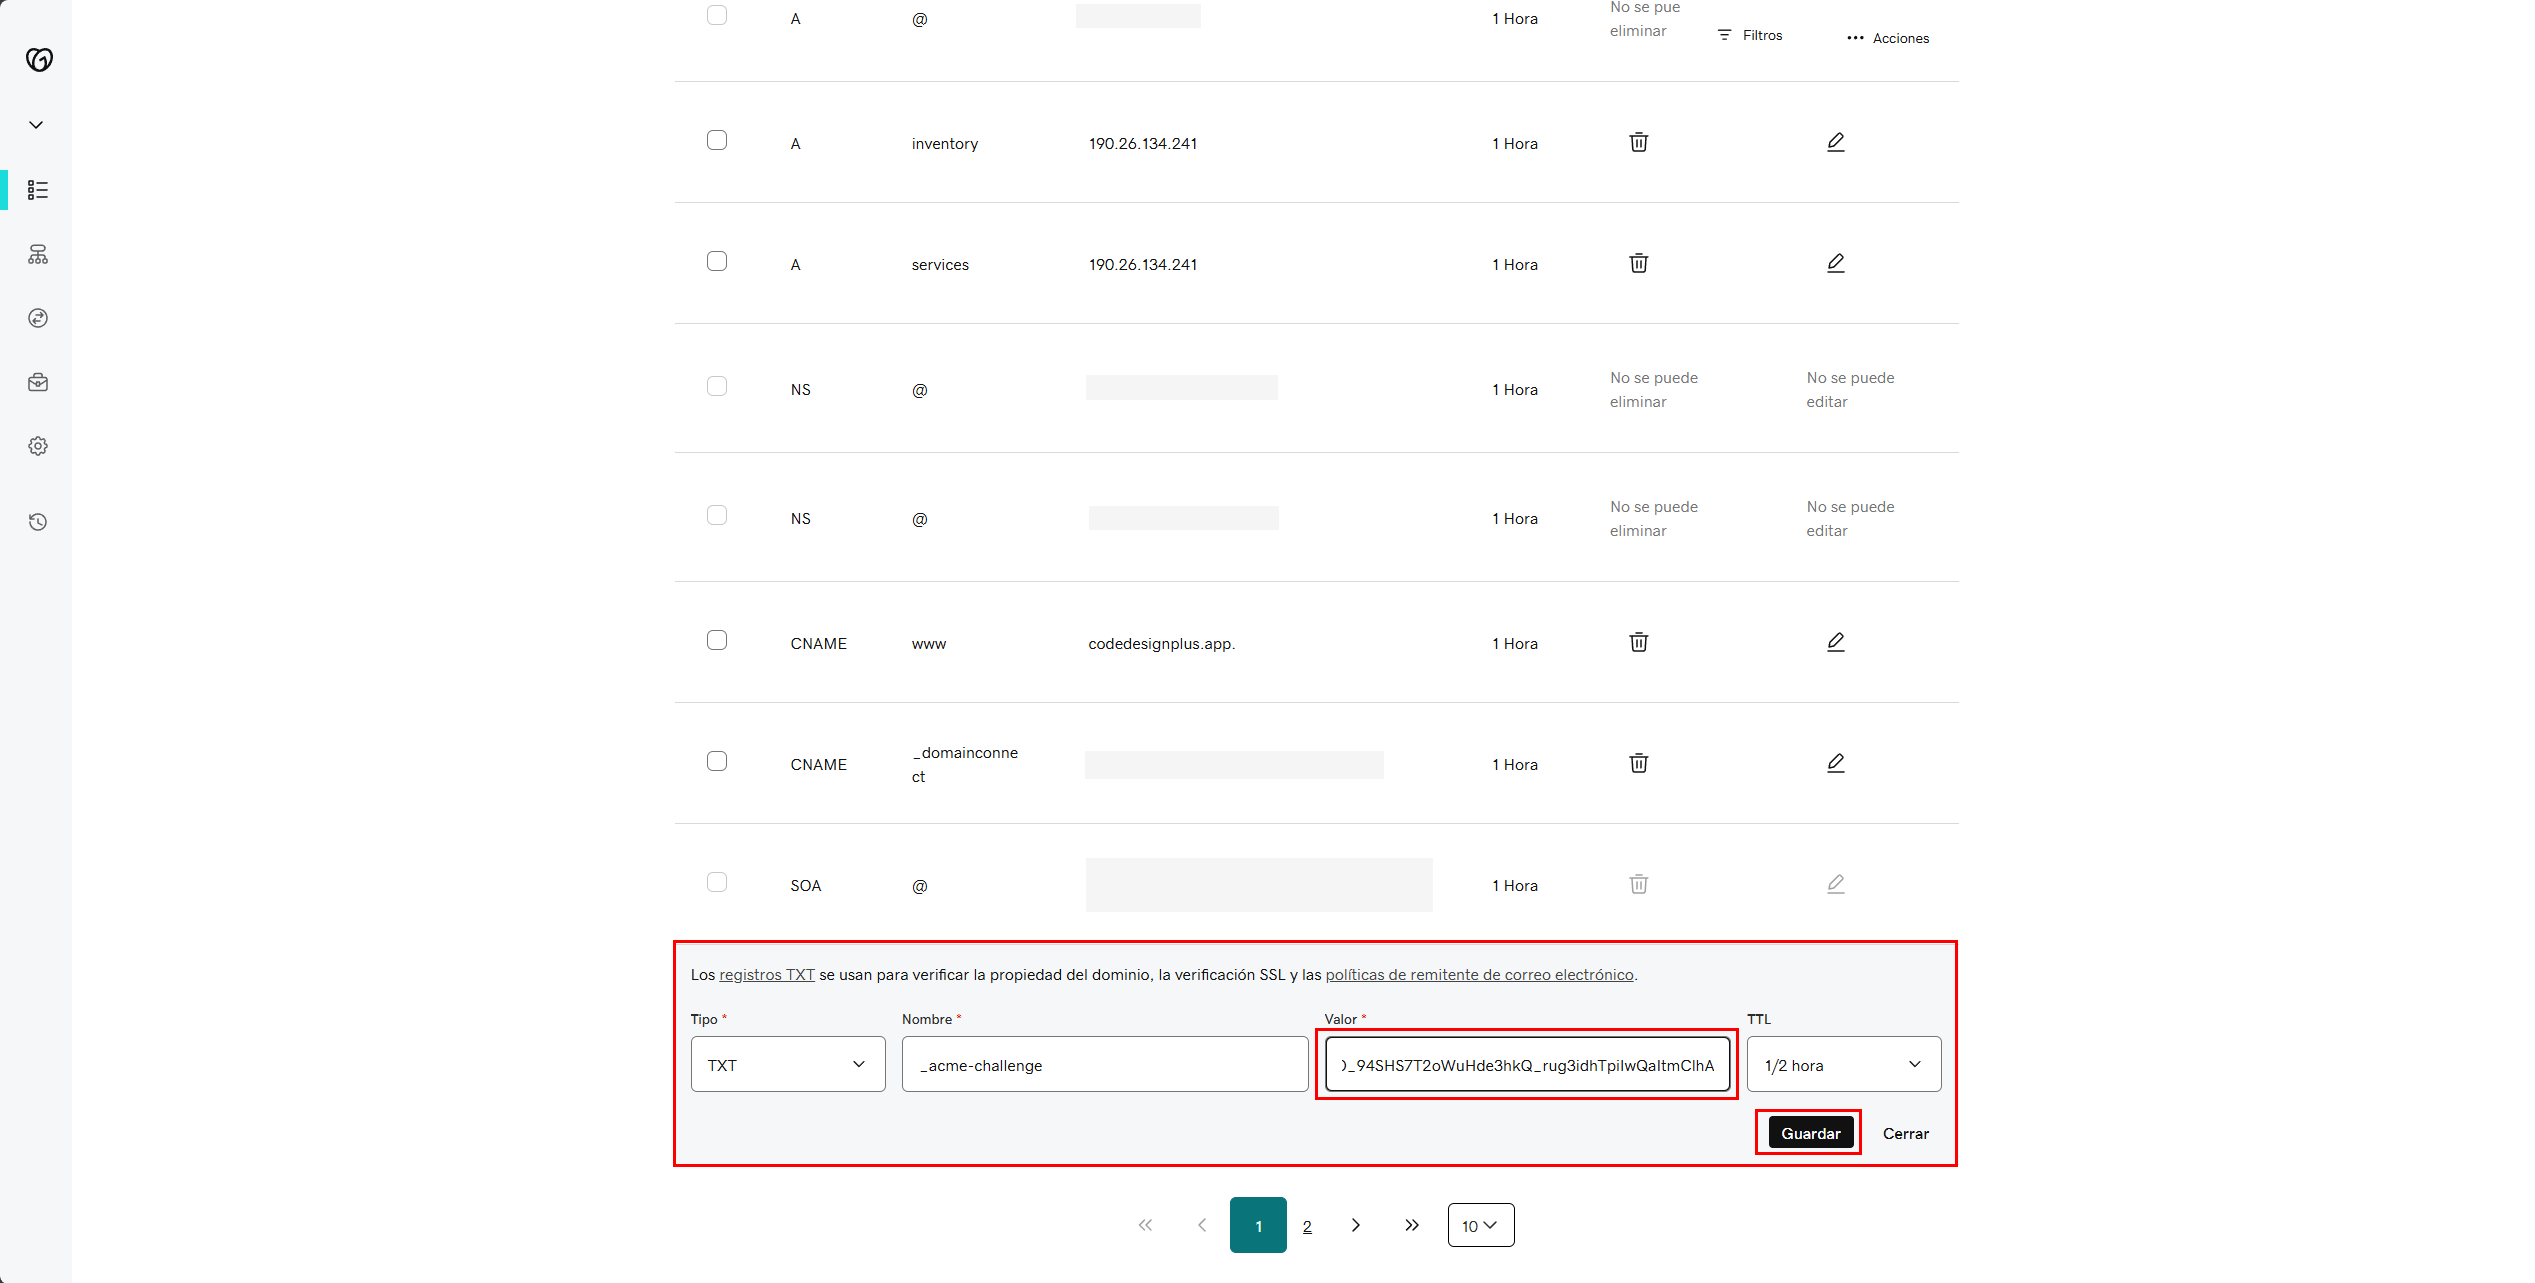 A @ 1 Hora No se pue
eliminar
Filtros
Acciones
A inventory 190.26.134.241 1 Hora
A services 190.26.134.241 1 Hora
NS @ 1 Hora No se puede eliminar No se puede editar
NS @ 1 Hora No se puede eliminar No se puede editar
CNAME www codedesignplus.app. 1 Hora
CNAME _domainconne
ct 1 Hora
SOA @ 1 Hora
Los registros TXT se usan para verificar la propiedad del dominio, la verificación SSL y las políticas de remitente de correo electrónico.
Tipo * Nombre * Valor * TTL
TXT _acme-challenge _94SHS7T2oWuHde3hkQ_rug3idhTpiIwQaItmClhA 1/2 hora
Guardar Cerrar
1 2 10